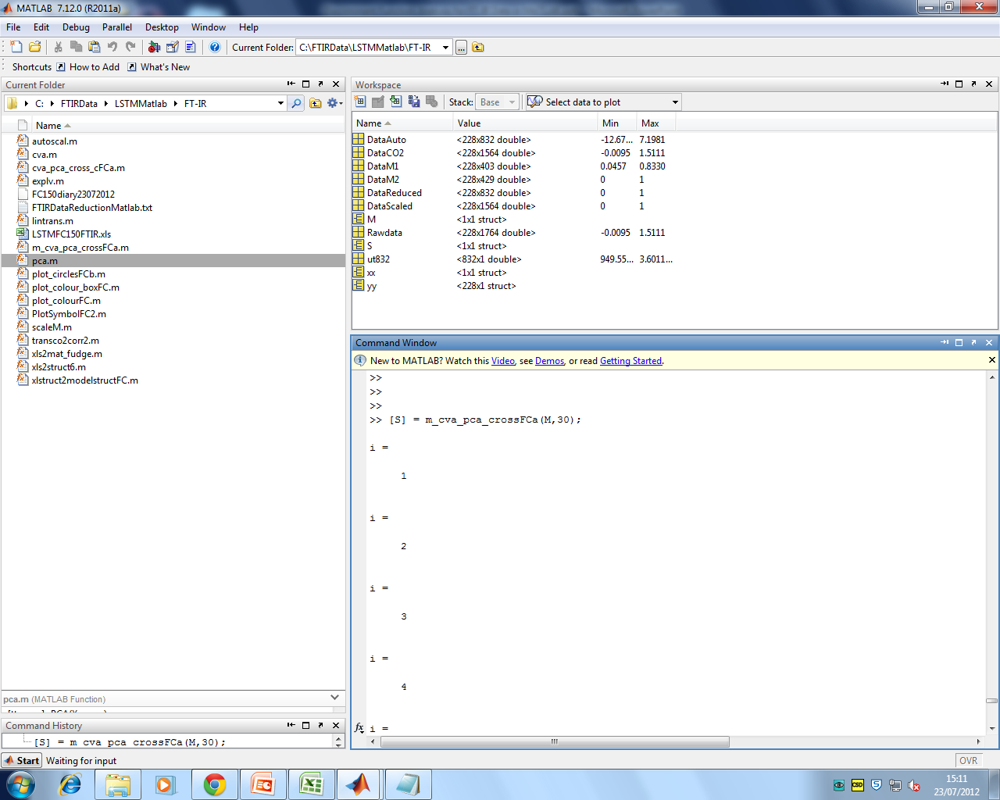 MATLAB 7.12.0 (R2011a)
File Edit Debug Parallel Desktop Window Help
Current Folder: C:\FTIRData\LSTMMatlab\FT-IR
Shortcuts How to Add What's New
Current Folder
C: FTIRData LSTMMatlab FT-IR
Name
autoscal.m
cva.m
cva_pca_cross_cFCa.m
explv.m
FC150diary23072012
FTIRDataReductionMatlab.txt
lintrans.m
LSTMFC150FTIR.xls
m_cva_pca_crossFCa.m
pca.m
plot_circlesFCb.m
plot_colour_boxFC.m
plot_colourFC.m
PlotSymbolFC2.m
scaleM.m
transco2corr2.m
xls2mat_fudge.m
xls2struct6.m
xlstruct2modelstructFC.m
pca.m (MATLAB Function)
Command History
[S] = m_cva_pca_crossFCa(M,30);
Workspace
Stack: Base Select data to plot
Name Value Min Max
DataAuto <228x832 double> -12.67... 7.1981
DataCO2 <228x1564 double> -0.0095 1.5111
DataM1 <228x403 double> 0.0457 0.8330
DataM2 <228x429 double> 0 1
DataReduced <228x832 double> 0 1
DataScaled <228x1564 double> 0 1
M <1x1 struct>
Rawdata <228x1764 double> -0.0095 1.5111
S <1x1 struct>
ut832 <832x1 double> 949.55... 3.6011...
xx <1x1 struct>
yy <228x1 struct>
Command Window
New to MATLAB? Watch this Video, see Demos, or read Getting Started.
>>
>>
>>
>> [S] = m_cva_pca_crossFCa(M,30);
i =
1
i =
2
i =
3
i =
4
fx i =
Start Waiting for input
OVR
CSD
15:11
23/07/2012